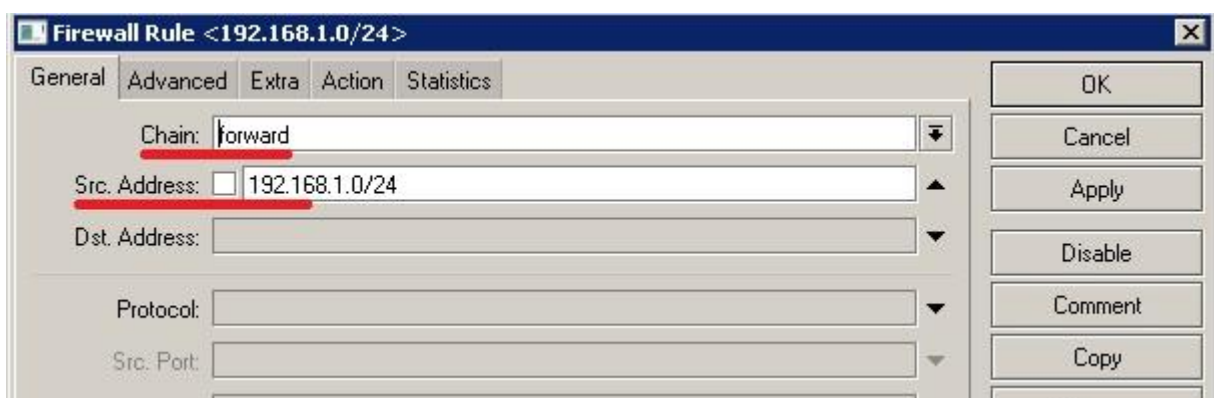 Firewall Rule <192.168.1.0/24>
General Advanced Extra Action Statistics
OK
Chain: forward
Cancel
Src. Address: 192.168.1.0/24
Apply
Dst. Address:
Disable
Protocol:
Comment
Src. Port:
Copy